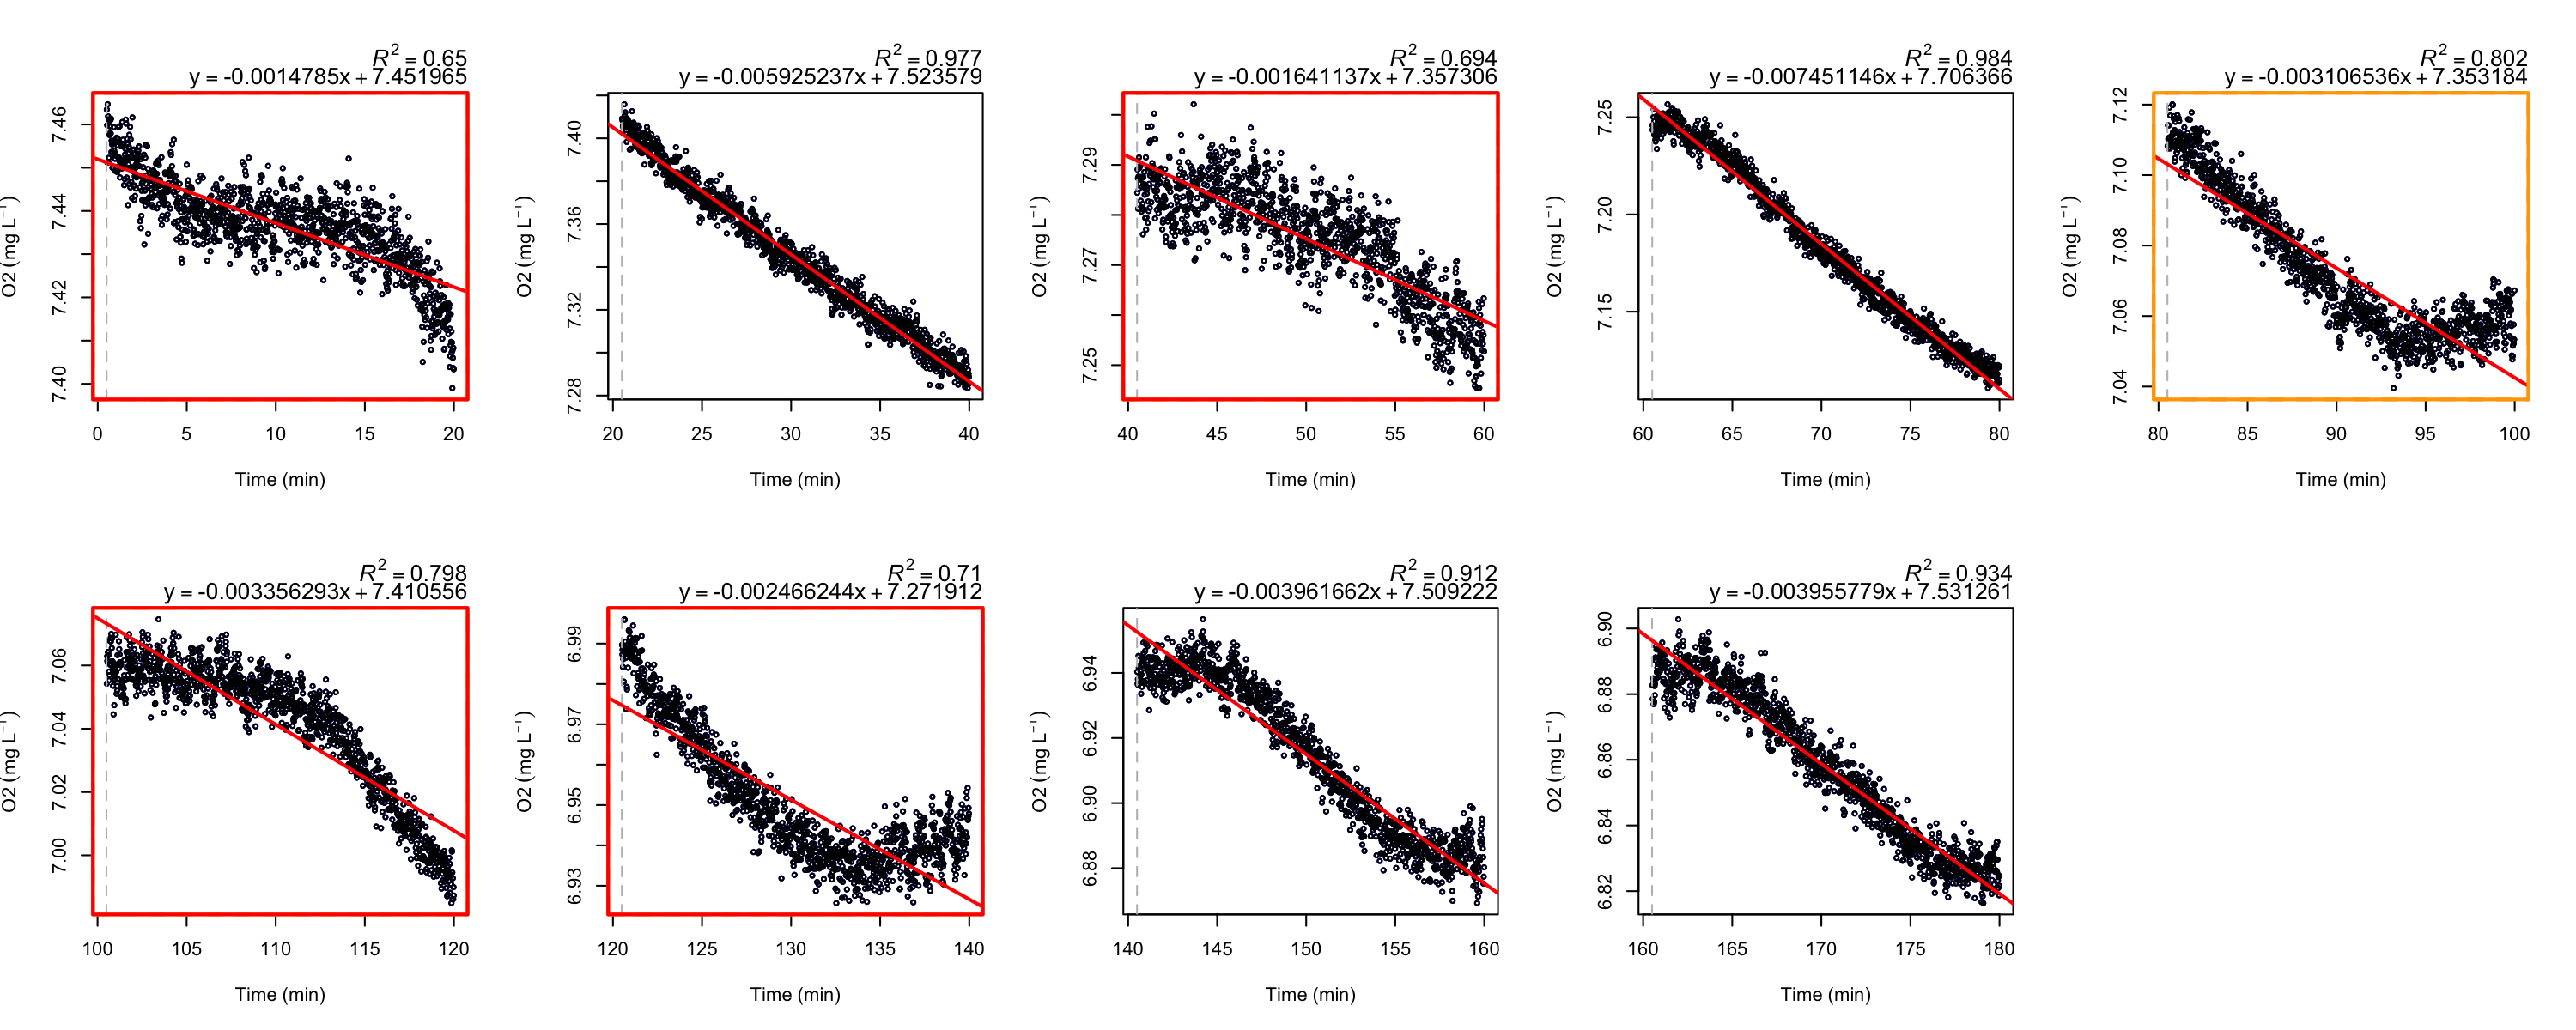 R² = 0.65
y = -0.0014785x + 7.451965
O2 (mg L⁻¹)
7.46
7.44
7.42
7.40
0 5 10 15 20
Time (min)
R² = 0.977
y = -0.005925237x + 7.523579
O2 (mg L⁻¹)
7.40
7.36
7.32
7.28
20 25 30 35 40
Time (min)
R² = 0.694
y = -0.001641137x + 7.357306
O2 (mg L⁻¹)
7.29
7.27
7.25
40 45 50 55 60
Time (min)
R² = 0.984
y = -0.007451146x + 7.706366
O2 (mg L⁻¹)
7.25
7.20
7.15
60 65 70 75 80
Time (min)
R² = 0.802
y = -0.003106536x + 7.353184
O2 (mg L⁻¹)
7.12
7.10
7.08
7.06
7.04
80 85 90 95 100
Time (min)
R² = 0.798
y = -0.003356293x + 7.410556
O2 (mg L⁻¹)
7.06
7.04
7.02
7.00
100 105 110 115 120
Time (min)
R² = 0.71
y = -0.002466244x + 7.271912
O2 (mg L⁻¹)
6.99
6.97
6.95
6.93
120 125 130 135 140
Time (min)
R² = 0.912
y = -0.003961662x + 7.509222
O2 (mg L⁻¹)
6.94
6.92
6.90
6.88
140 145 150 155 160
Time (min)
R² = 0.934
y = -0.003955779x + 7.531261
O2 (mg L⁻¹)
6.90
6.88
6.86
6.84
6.82
160 165 170 175 180
Time (min)